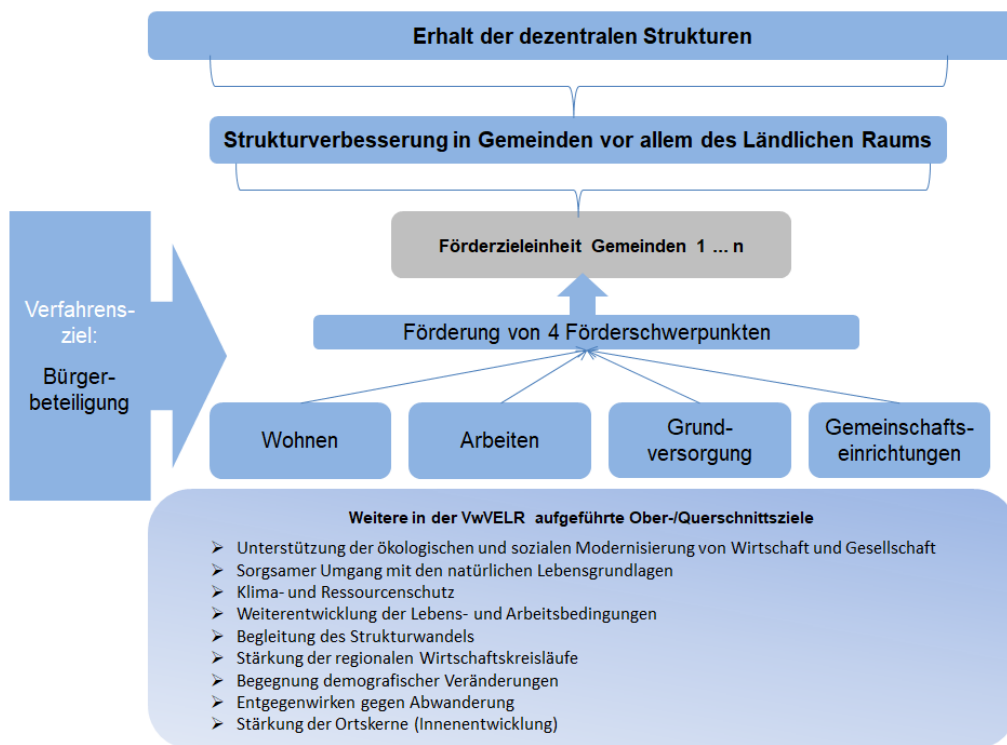 Erhalt der dezentralen Strukturen
Strukturverbesserung in Gemeinden vor allem des Ländlichen Raums
Förderzieleinheit Gemeinden 1 ... n
Verfahrens-
ziel:
Bürger-
beteiligung
Förderung von 4 Förderschwerpunkten
Wohnen
Arbeiten
Grund-
versorgung
Gemeinschafts-
einrichtungen
Weitere in der VwVELR aufgeführte Ober-/Querschnittsziele
➢ Unterstützung der ökologischen und sozialen Modernisierung von Wirtschaft und Gesellschaft
➢ Sorgsamer Umgang mit den natürlichen Lebensgrundlagen
➢ Klima- und Ressourcenschutz
➢ Weiterentwicklung der Lebens- und Arbeitsbedingungen
➢ Begleitung des Strukturwandels
➢ Stärkung der regionalen Wirtschaftskreisläufe
➢ Begegnung demografischer Veränderungen
➢ Entgegenwirken gegen Abwanderung
➢ Stärkung der Ortskerne (Innenentwicklung)